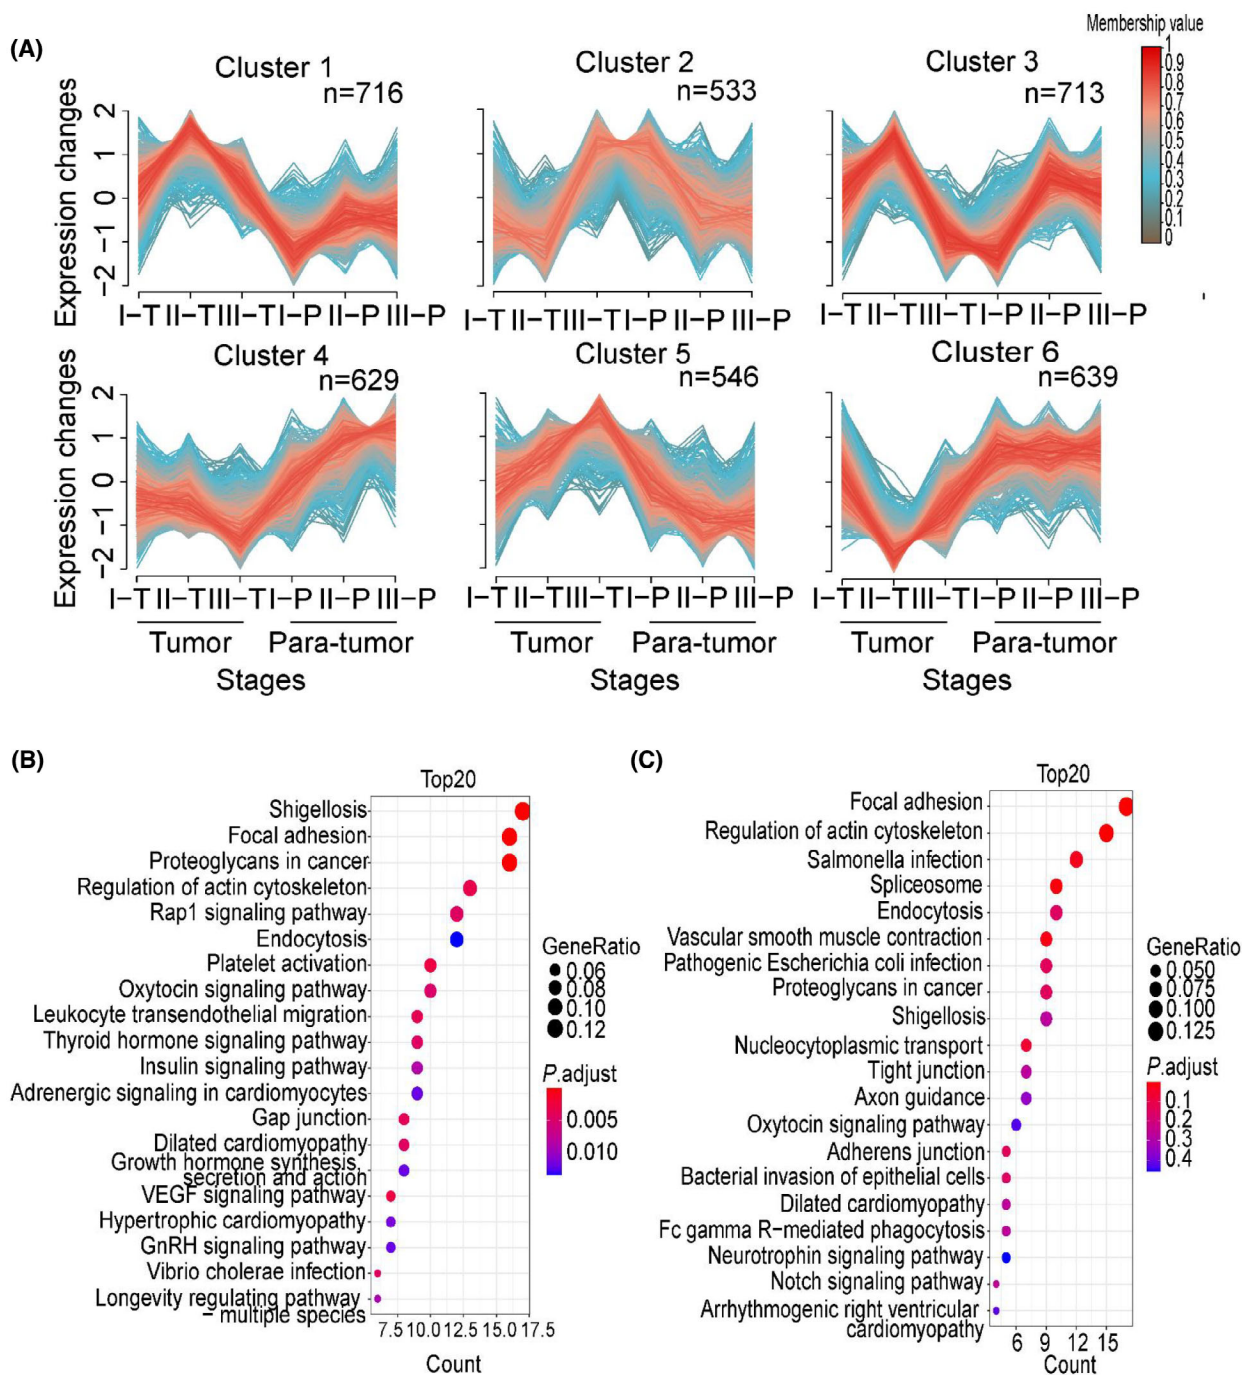 (A)
Membership value
1
0.9
0.8
0.7
0.6
0.5
0.4
0.3
0.2
0.1
0
Cluster 1
n=716
Cluster 2
n=533
Cluster 3
n=713
Expression changes
2
1
0
−1
−2
I−T II−T III−T I−P II−P III−P
I−T II−T III−T I−P II−P III−P
I−T II−T III−T I−P II−P III−P
Cluster 4
n=629
Cluster 5
n=546
Cluster 6
n=639
Expression changes
2
1
0
−1
−2
I−T II−T III−T I−P II−P III−P
I−T II−T III−T I−P II−P III−P
I−T II−T III−T I−P II−P III−P
Tumor Para-tumor
Tumor Para-tumor
Tumor Para-tumor
Stages
Stages
Stages
(B)
Top20
Shigellosis
Focal adhesion
Proteoglycans in cancer
Regulation of actin cytoskeleton
Rap1 signaling pathway
Endocytosis
Platelet activation
Oxytocin signaling pathway
Leukocyte transendothelial migration
Thyroid hormone signaling pathway
Insulin signaling pathway
Adrenergic signaling in cardiomyocytes
Gap junction
Dilated cardiomyopathy
Growth hormone synthesis,
secretion and action
VEGF signaling pathway
Hypertrophic cardiomyopathy
GnRH signaling pathway
Vibrio cholerae infection
Longevity regulating pathway
− multiple species
7.5 10.0 12.5 15.0 17.5
Count
GeneRatio
0.06
0.08
0.10
0.12
P.adjust
0.005
0.010
(C)
Top20
Focal adhesion
Regulation of actin cytoskeleton
Salmonella infection
Spliceosome
Endocytosis
Vascular smooth muscle contraction
Pathogenic Escherichia coli infection
Proteoglycans in cancer
Shigellosis
Nucleocytoplasmic transport
Tight junction
Axon guidance
Oxytocin signaling pathway
Adherens junction
Bacterial invasion of epithelial cells
Dilated cardiomyopathy
Fc gamma R−mediated phagocytosis
Neurotrophin signaling pathway
Notch signaling pathway
Arrhythmogenic right ventricular
cardiomyopathy
6 9 12 15
Count
GeneRatio
0.050
0.075
0.100
0.125
P.adjust
0.1
0.2
0.3
0.4